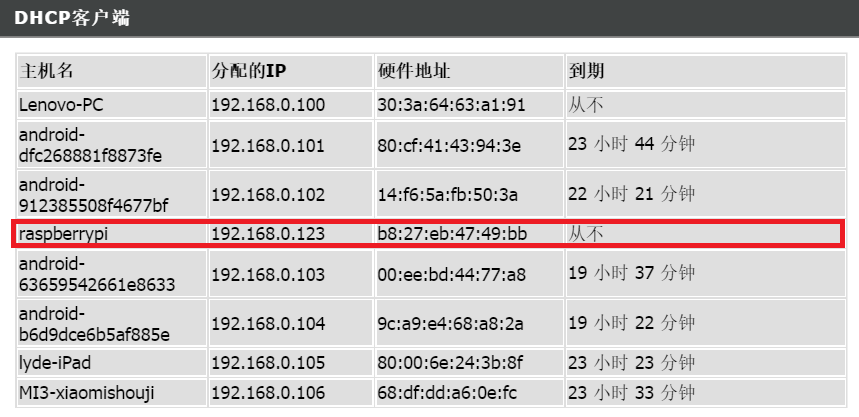 DHCP客户端
主机名 分配的IP 硬件地址 到期
Lenovo-PC 192.168.0.100 30:3a:64:63:a1:91 从不
android-
dfc268881f8873fe 192.168.0.101 80:cf:41:43:94:3e 23 小时 44 分钟
android-
912385508f4677bf 192.168.0.102 14:f6:5a:fb:50:3a 22 小时 21 分钟
raspberrypi 192.168.0.123 b8:27:eb:47:49:bb 从不
android-
63659542661e8633 192.168.0.103 00:ee:bd:44:77:a8 19 小时 37 分钟
android-
b6d9dce6b5af885e 192.168.0.104 9c:a9:e4:68:a8:2a 19 小时 22 分钟
lyde-iPad 192.168.0.105 80:00:6e:24:3b:8f 23 小时 23 分钟
MI3-xiaomishouji 192.168.0.106 68:df:dd:a6:0e:fc 23 小时 33 分钟